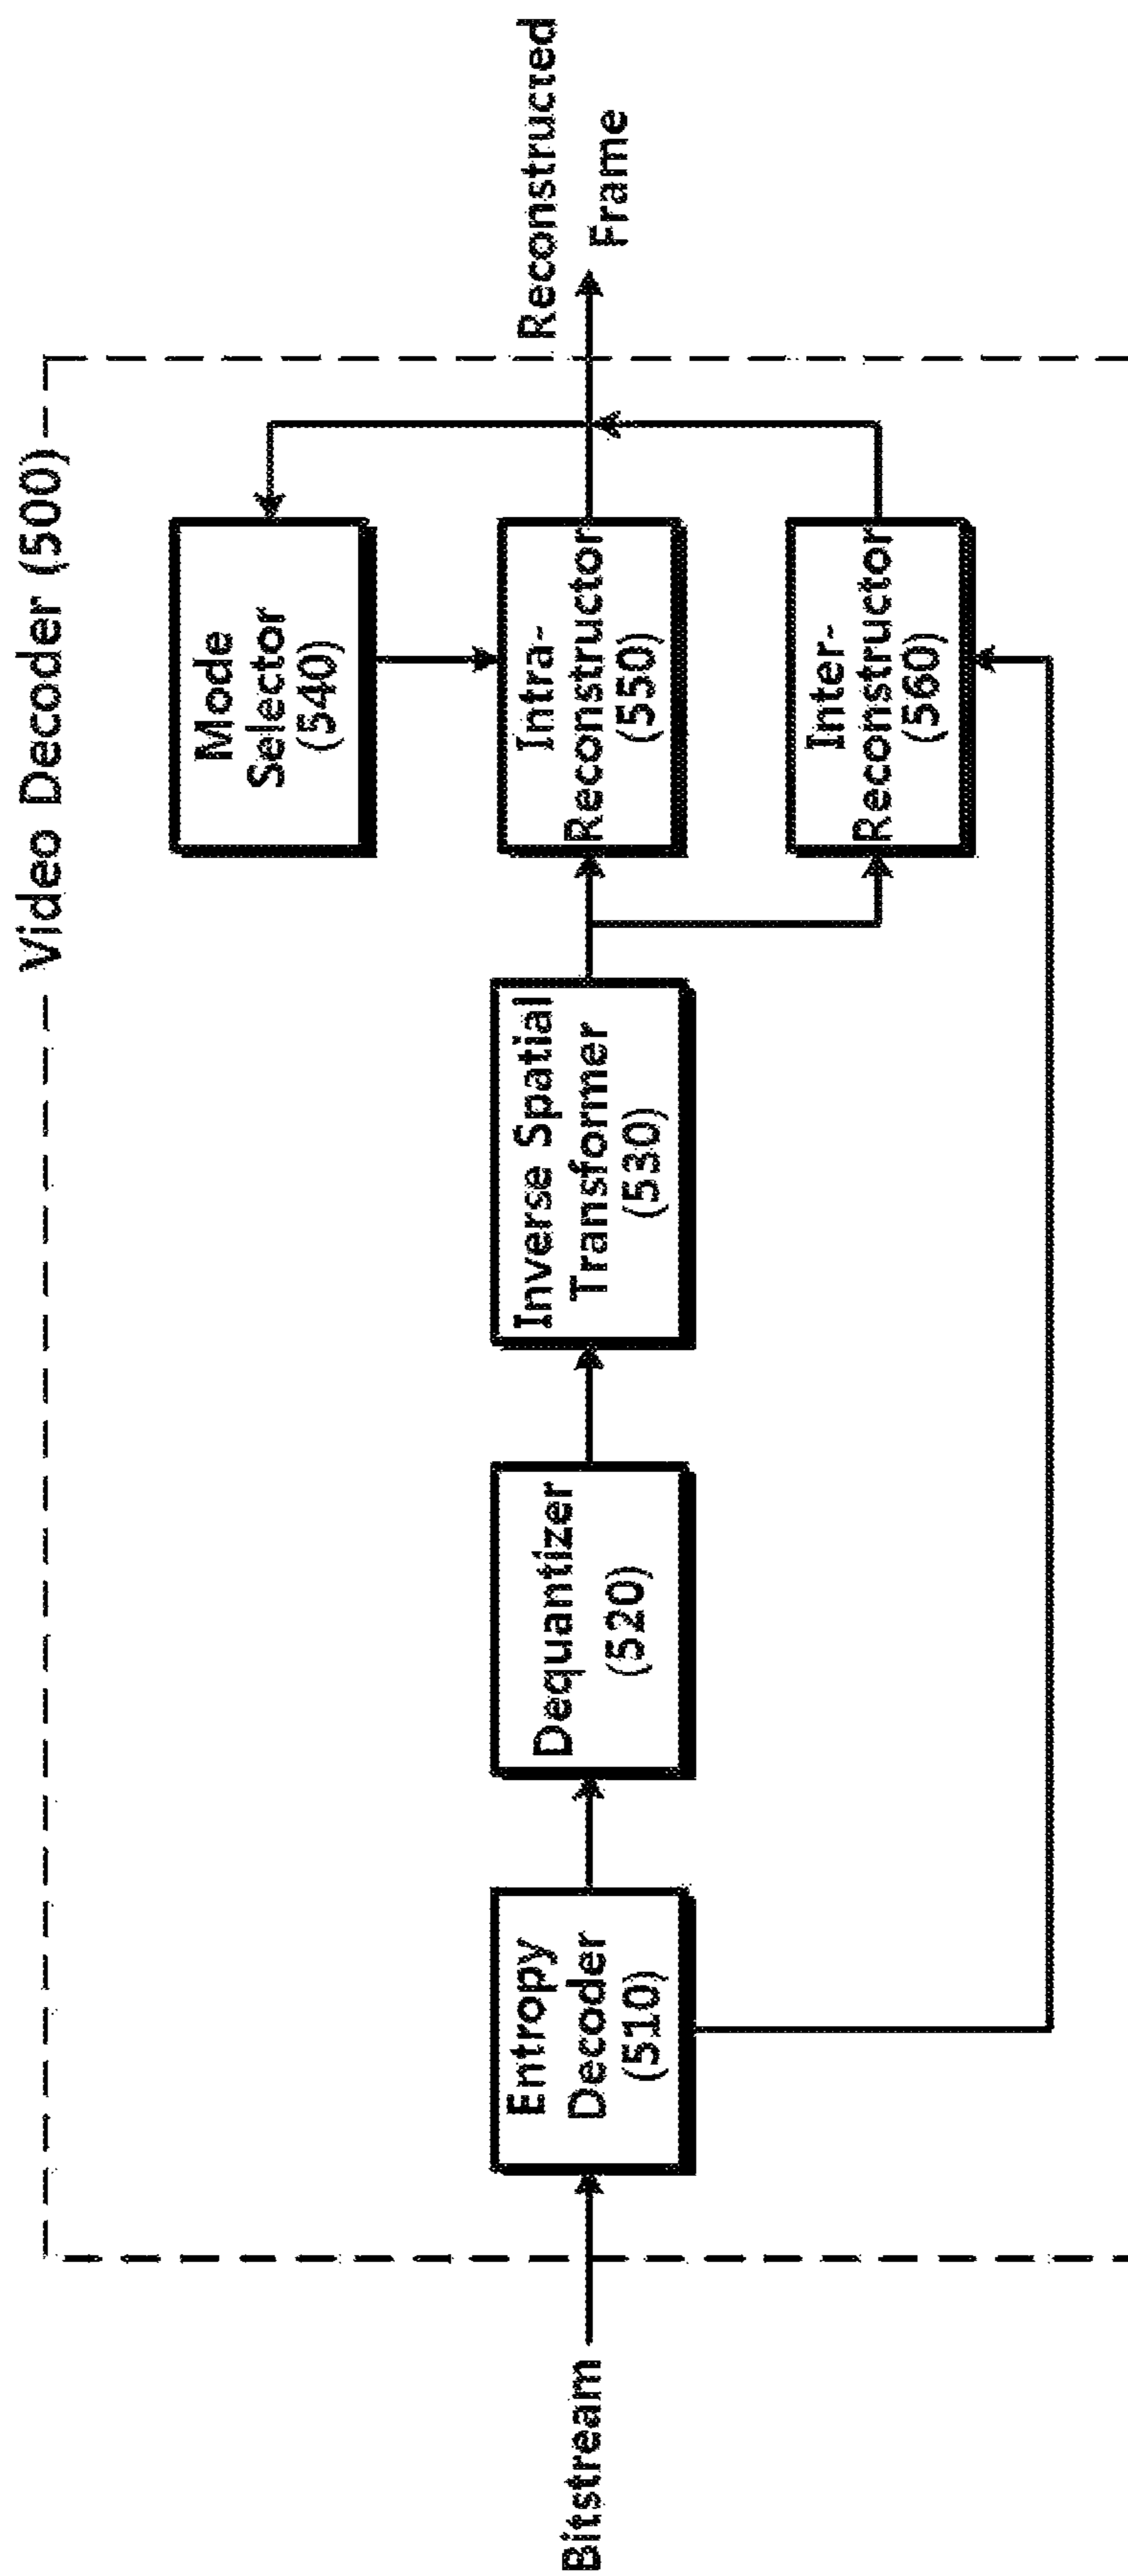 Video Decoder (500)
Mode
Selector
(540)
Bitstream
Entropy
Decoder
(510)
Dequantizer
(520)
Inverse Spatial
Transformer
(530)
Intra-
Reconstructor
(550)
Reconstructed
Frame
Inter-
Reconstructor
(560)